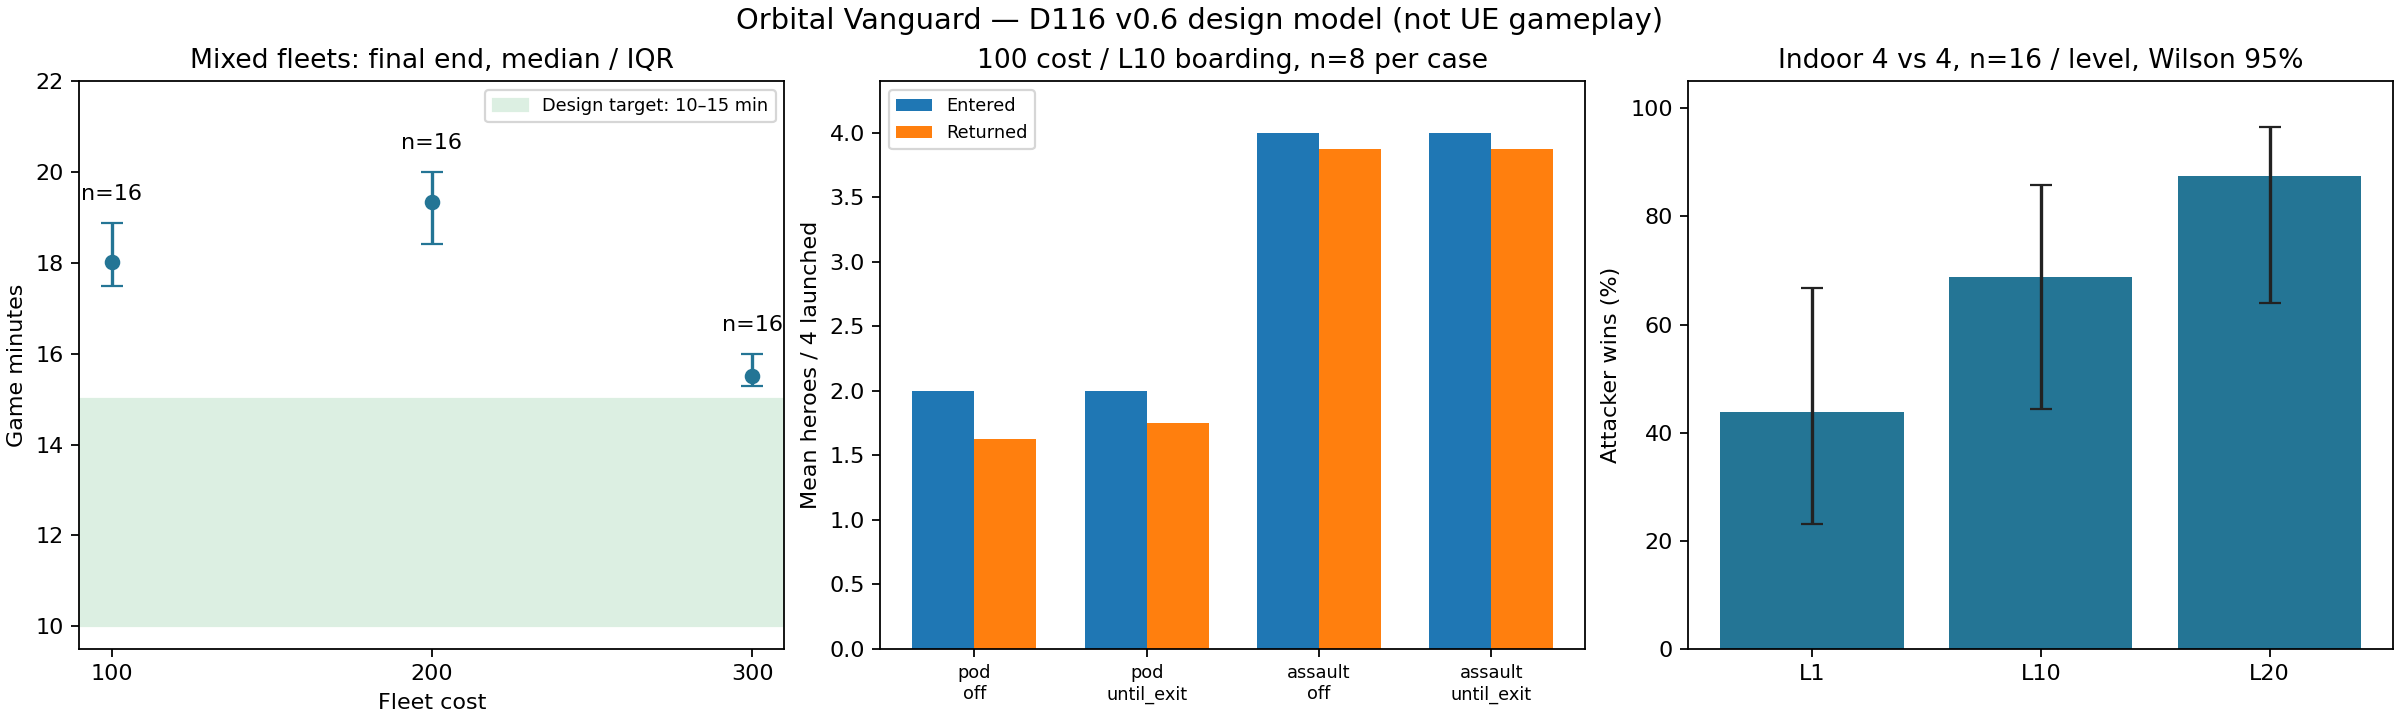 Orbital Vanguard — D116 v0.6 design model (not UE gameplay)
Mixed fleets: final end, median / IQR
Design target: 10–15 min
n=16
n=16
n=16
22
20
18
16
14
12
10
Game minutes
100
200
300
Fleet cost
100 cost / L10 boarding, n=8 per case
Entered
Returned
4.0
3.5
3.0
2.5
2.0
1.5
1.0
0.5
0.0
Mean heroes / 4 launched
pod
off
pod
until_exit
assault
off
assault
until_exit
Indoor 4 vs 4, n=16 / level, Wilson 95%
100
80
60
40
20
0
Attacker wins (%)
L1
L10
L20